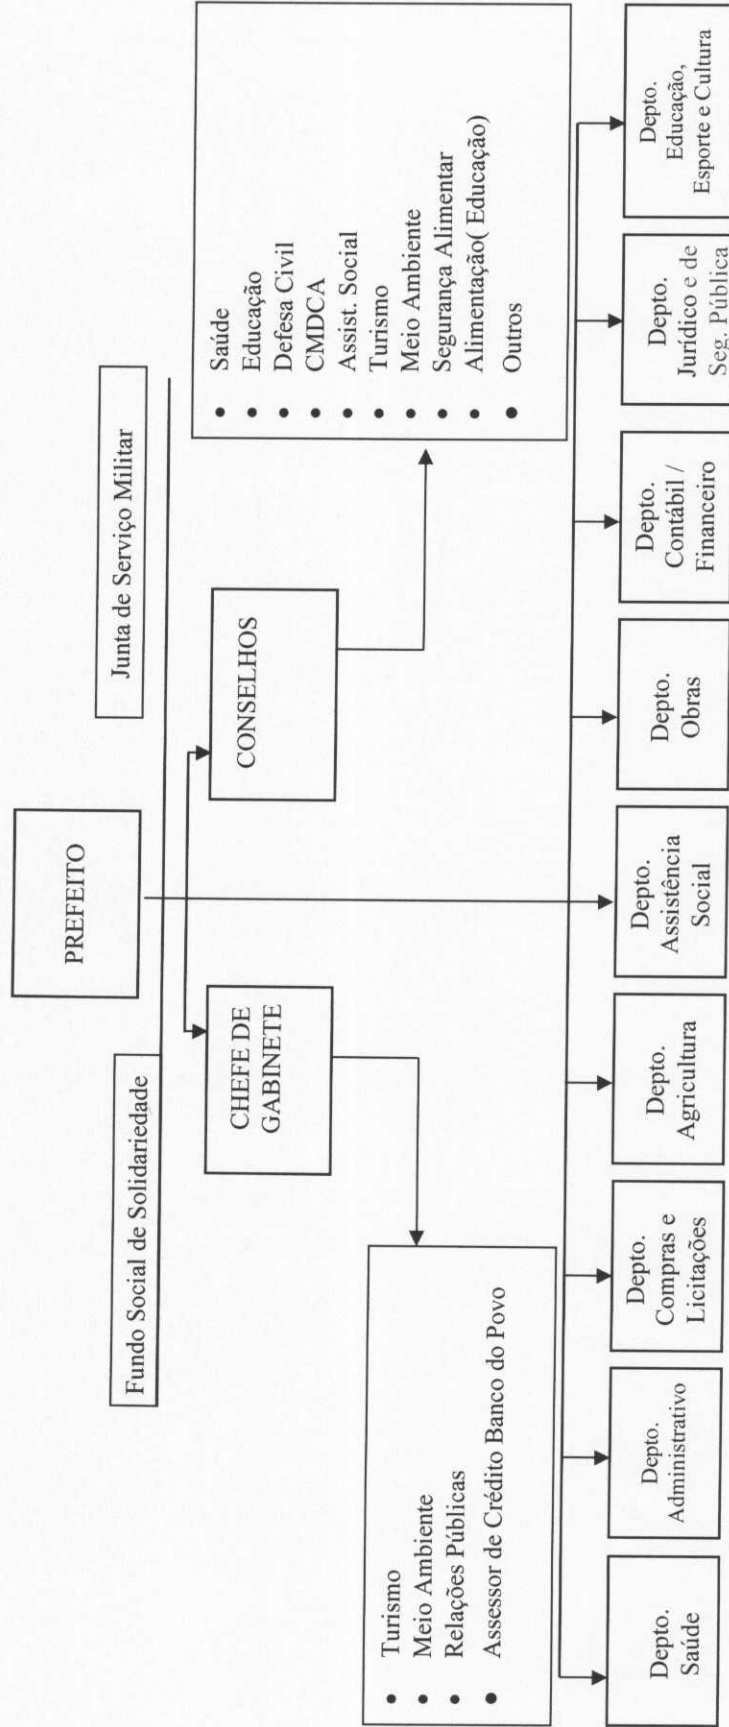 PREFEITO
Fundo Social de Solidariedade
Junta de Serviço Militar
CHEFE DE
GABINETE
CONSELHOS
• Turismo
• Meio Ambiente
• Relações Públicas
• Assessor de Crédito Banco do Povo
• Saúde
• Educação
• Defesa Civil
• CMDCA
• Assist. Social
• Turismo
• Meio Ambiente
• Segurança Alimentar
• Alimentação( Educação)
• Outros
Depto.
Saúde
Depto.
Administrativo
Depto.
Compras e
Licitações
Depto.
Agricultura
Depto.
Assistência
Social
Depto.
Obras
Depto.
Contábil /
Financeiro
Depto.
Jurídico e de
Seg. Pública
Depto.
Educação,
Esporte e Cultura